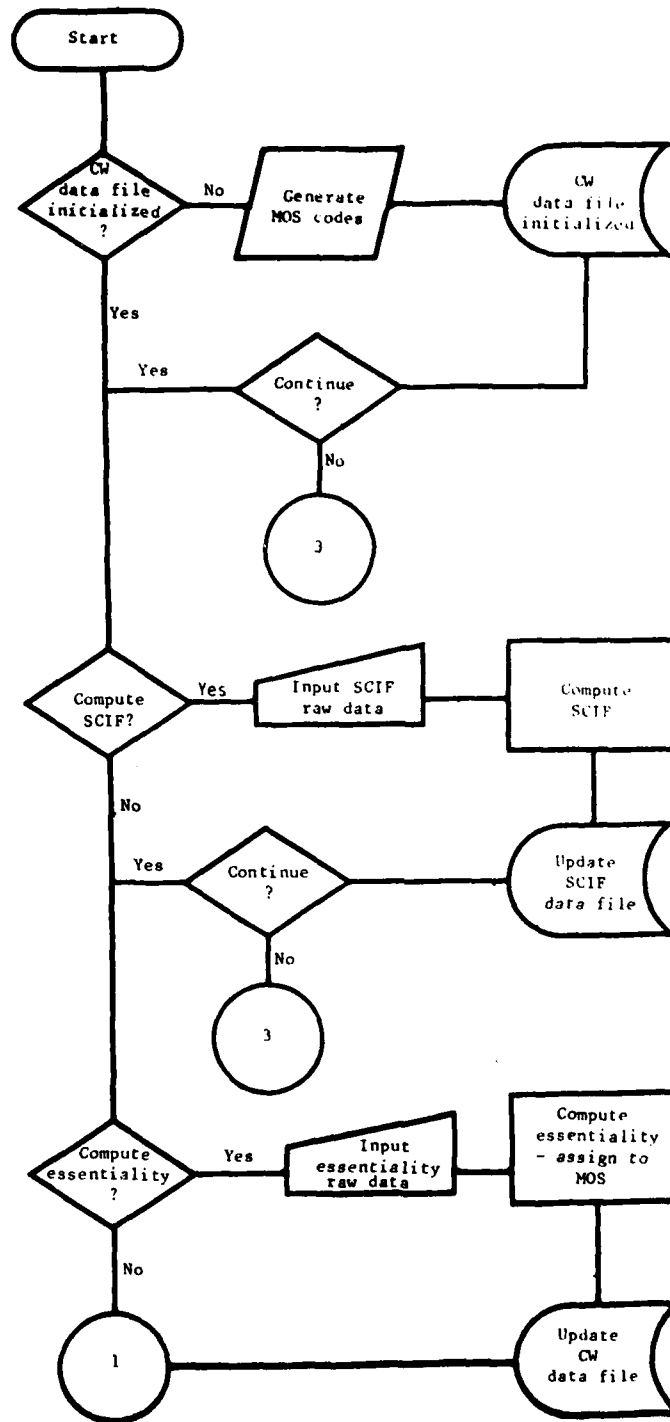 Start
CW
data file
initialized
?
No
Generate
MOS codes
CW
data file
initialized
Yes
Yes
Continue
?
No
3
Compute
SCIF?
Yes
Input SCIF
raw data
Compute
SCIF
No
Yes
Continue
?
Update
SCIF
data file
No
3
Compute
essentiality
?
Yes
Input
essentiality
raw data
Compute
essentiality
- assign to
MOS
No
1
Update
CW
data file